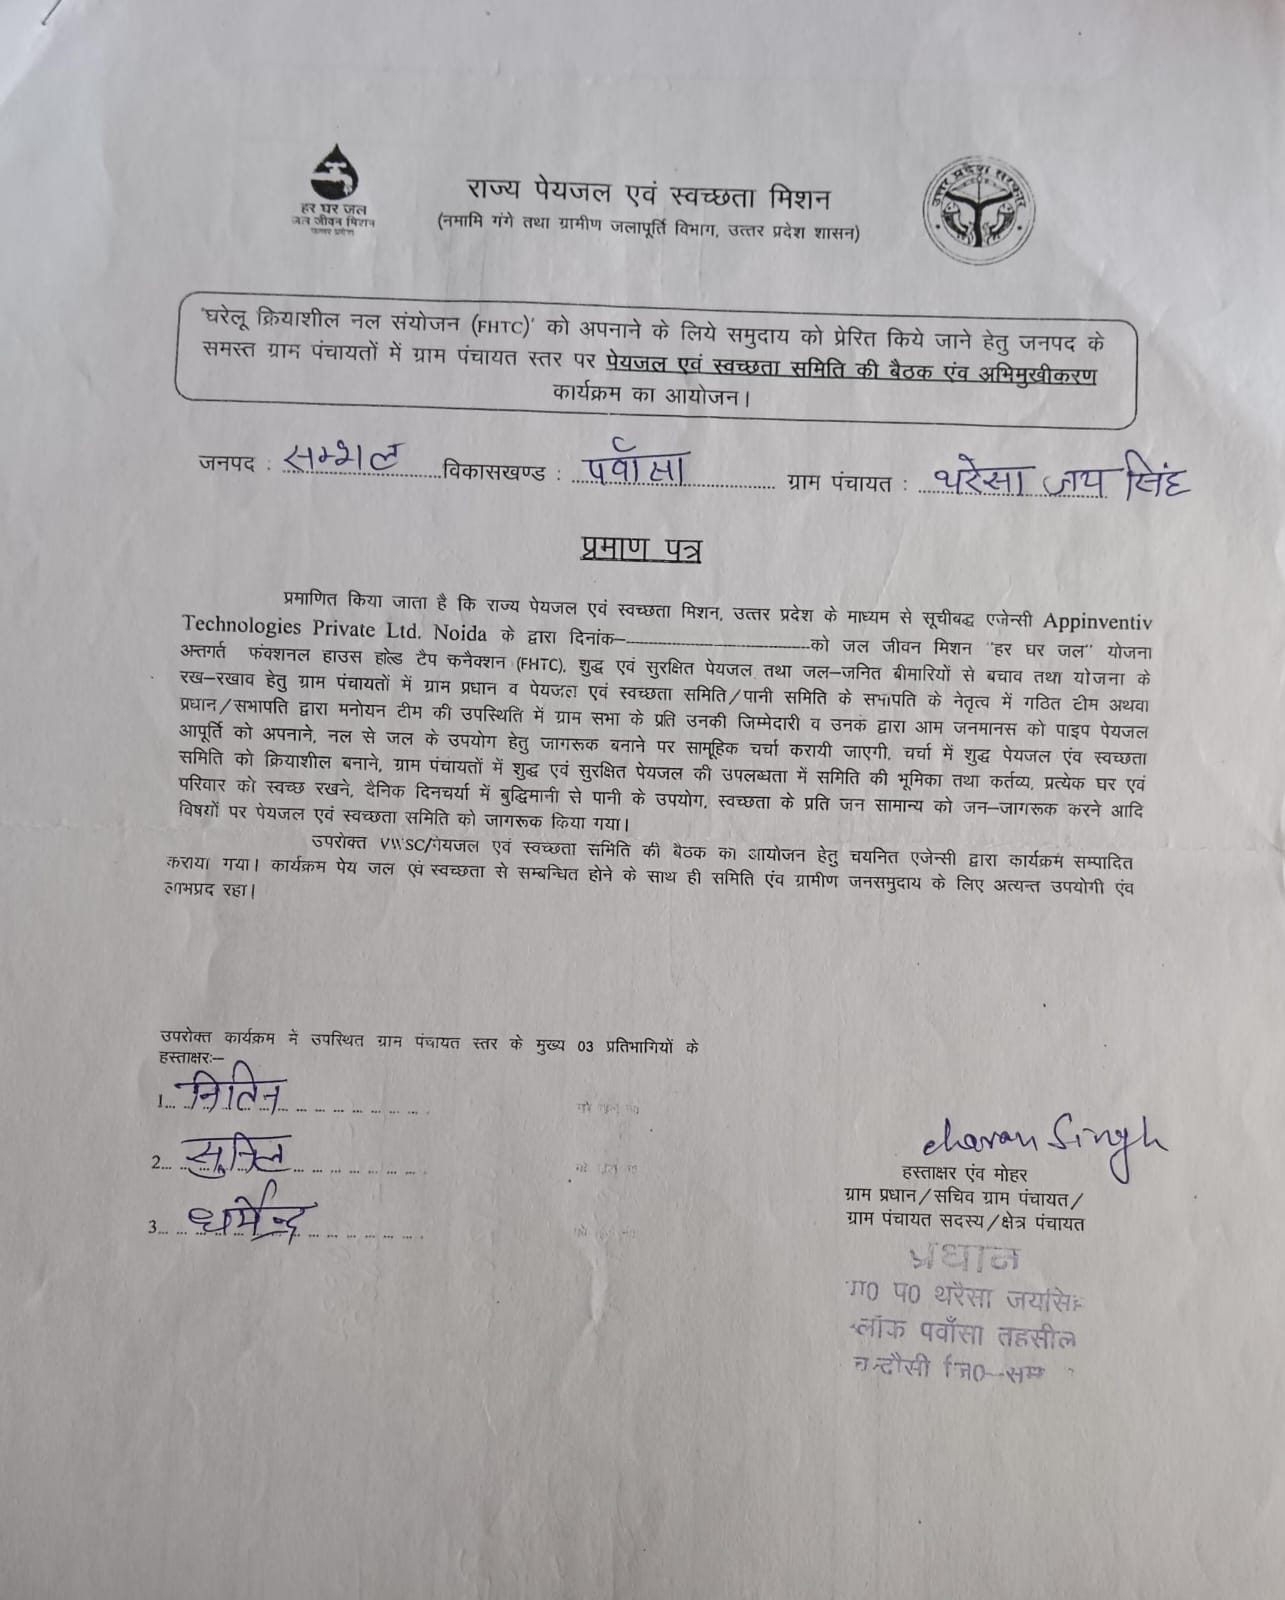 हर घर जल
जल जीवन मिशन
उत्तर प्रदेश
राज्य पेयजल एवं स्वच्छता मिशन
(नमामि गंगे तथा ग्रामीण जलापूर्ति विभाग, उत्तर प्रदेश शासन)
उत्तर प्रदेश सरकार
'घरेलू क्रियाशील नल संयोजन (FHTC)' को अपनाने के लिये समुदाय को प्रेरित किये जाने हेतु जनपद के
समस्त ग्राम पंचायतों में ग्राम पंचायत स्तर पर पेयजल एवं स्वच्छता समिति की बैठक एंव अभिमुखीकरण
कार्यक्रम का आयोजन।
जनपद : सम्भल विकासखण्ड : पवाँसा ग्राम पंचायत : थरेसा जय सिंह
प्रमाण पत्र
प्रमाणित किया जाता है कि राज्य पेयजल एवं स्वच्छता मिशन, उत्तर प्रदेश के माध्यम से सूचीबद्ध एजेन्सी Appinventiv
Technologies Private Ltd. Noida के द्वारा दिनांक–----------------------------को जल जीवन मिशन "हर घर जल" योजना
अन्तगर्त फंक्शनल हाउस होल्ड टैप कनैक्शन (FHTC), शुद्ध एवं सुरक्षित पेयजल तथा जल–जनित बीमारियों से बचाव तथा योजना के
रख–रखाव हेतु ग्राम पंचायतों में ग्राम प्रधान व पेयजल एवं स्वच्छता समिति/पानी समिति के सभापति के नेतृत्व में गठित टीम अथवा
प्रधान/सभापति द्वारा मनोयन टीम की उपस्थिति में ग्राम सभा के प्रति उनकी जिम्मेदारी व उनके द्वारा आम जनमानस को पाइप पेयजल
आपूर्ति को अपनाने, नल से जल के उपयोग हेतु जागरूक बनाने पर सामूहिक चर्चा करायी जाएगी, चर्चा में शुद्ध पेयजल एंव स्वच्छता
समिति को क्रियाशील बनाने, ग्राम पंचायतों में शुद्ध एवं सुरक्षित पेयजल की उपलब्धता में समिति की भूमिका तथा कर्तव्य, प्रत्येक घर एवं
परिवार को स्वच्छ रखने, दैनिक दिनचर्या में बुद्धिमानी से पानी के उपयोग, स्वच्छता के प्रति जन सामान्य को जन–जागरूक करने आदि
विषयों पर पेयजल एवं स्वच्छता समिति को जागरूक किया गया।
उपरोक्त VWSC/पेयजल एवं स्वच्छता समिति की बैठक का आयोजन हेतु चयनित एजेन्सी द्वारा कार्यक्रम सम्पादित
कराया गया। कार्यक्रम पेय जल एवं स्वच्छता से सम्बन्धित होने के साथ ही समिति एंव ग्रामीण जनसमुदाय के लिए अत्यन्त उपयोगी एंव
लाभप्रद रहा।
उपरोक्त कार्यक्रम में उपस्थित ग्राम पंचायत स्तर के मुख्य 03 प्रतिभागियों के
हस्ताक्षरः–
1... नितिन
2... सुनिल
3... धर्मेन्द्र
charan Singh
हस्ताक्षर एंव मोहर
ग्राम प्रधान/सचिव ग्राम पंचायत/
ग्राम पंचायत सदस्य/क्षेत्र पंचायत
प्रधान
ग्रा0 पं0 थरेसा जयसिंह
ब्लॉक पवाँसा तहसील
चन्दौसी जि0–सम्भ